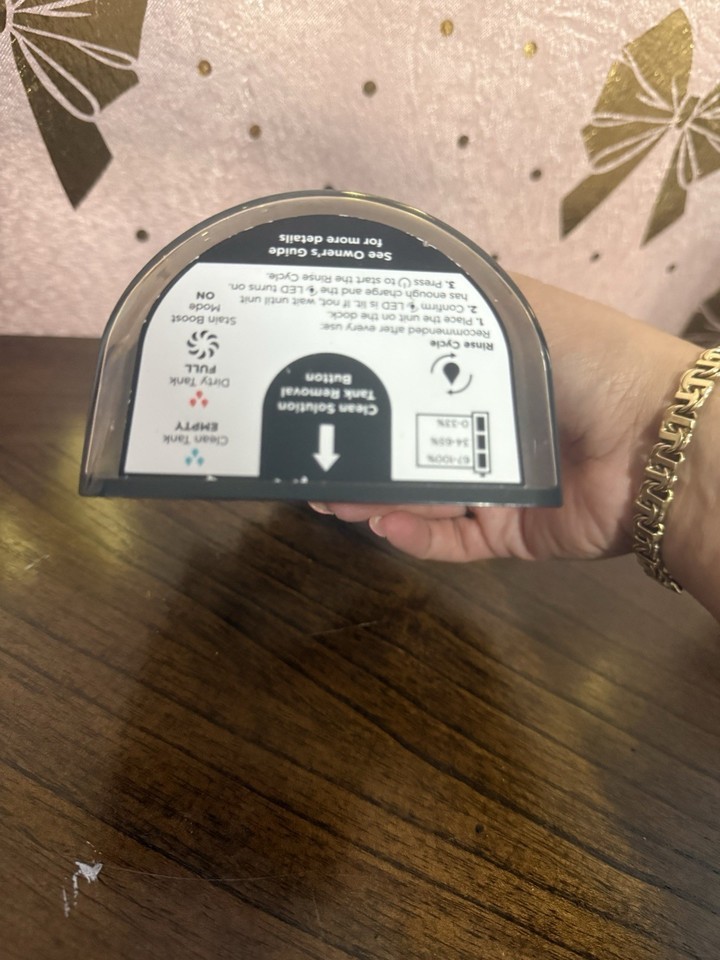 67-100%
34-66%
0-33%
Clean Solution
Tank Removal
Button
Clean Tank
EMPTY
Dirty Tank
FULL
Stain Boost
Mode
ON
Rinse Cycle
Recommended after every use:
1. Place the unit on the dock.
2. Confirm LED is lit. If not, wait until unit
has enough charge and the LED turns on.
3. Press to start the Rinse Cycle.
See Owner's Guide
for more details